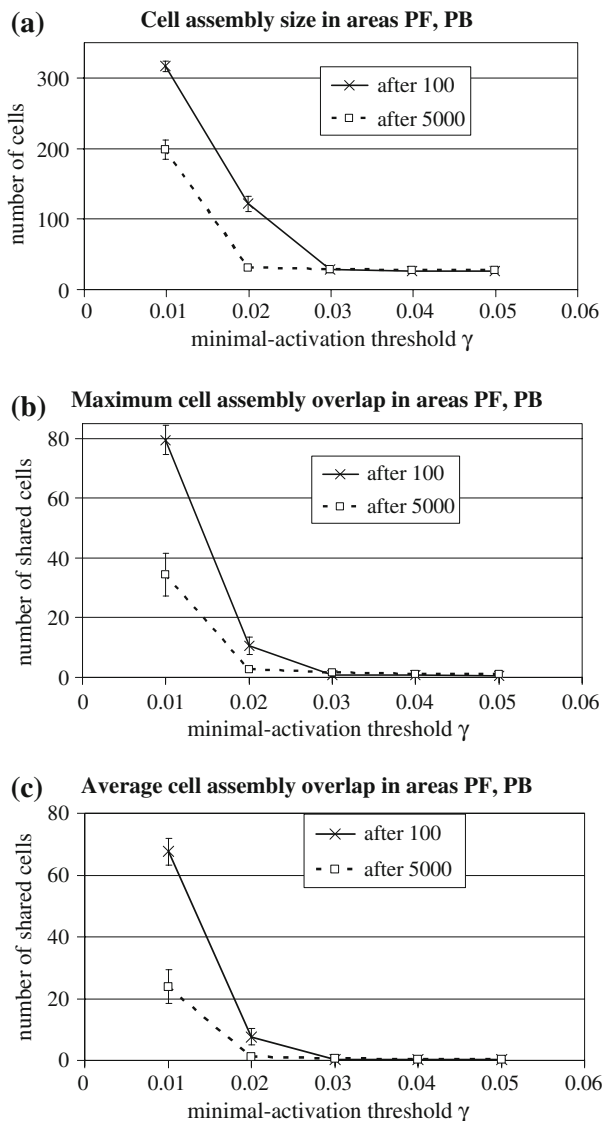 (a) Cell assembly size in areas PF, PB
number of cells
300
200
100
0
after 100
after 5000
0 0.01 0.02 0.03 0.04 0.05 0.06
minimal-activation threshold γ
(b) Maximum cell assembly overlap in areas PF, PB
number of shared cells
80
60
40
20
0
after 100
after 5000
0 0.01 0.02 0.03 0.04 0.05 0.06
minimal-activation threshold γ
(c) Average cell assembly overlap in areas PF, PB
number of shared cells
80
60
40
20
0
after 100
after 5000
0 0.01 0.02 0.03 0.04 0.05 0.06
minimal-activation threshold γ